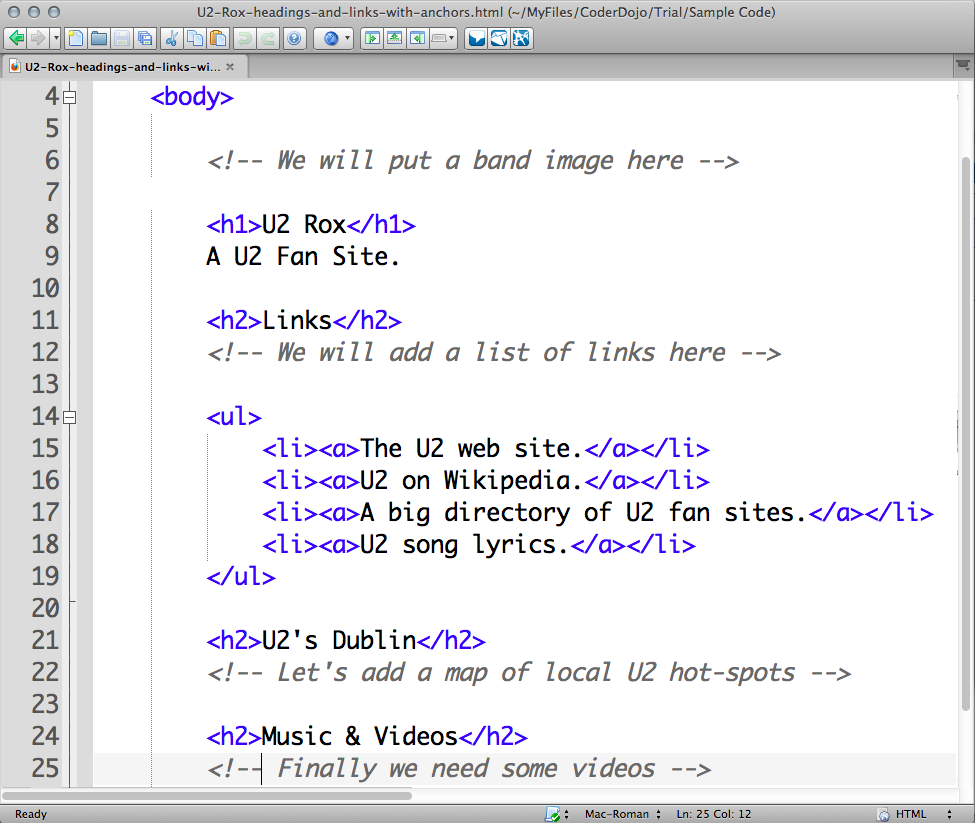 U2-Rox-headings-and-links-with-anchors.html (~/MyFiles/CoderDojo/Trial/Sample Code)
U2-Rox-headings-and-links-wi...
4 <body>
5
6 <!-- We will put a band image here -->
7
8 <h1>U2 Rox</h1>
9 A U2 Fan Site.
10
11 <h2>Links</h2>
12 <!-- We will add a list of links here -->
13
14 <ul>
15 <li><a>The U2 web site.</a></li>
16 <li><a>U2 on Wikipedia.</a></li>
17 <li><a>A big directory of U2 fan sites.</a></li>
18 <li><a>U2 song lyrics.</a></li>
19 </ul>
20
21 <h2>U2's Dublin</h2>
22 <!-- Let's add a map of local U2 hot-spots -->
23
24 <h2>Music & Videos</h2>
25 <!-- Finally we need some videos -->
Ready Mac-Roman Ln: 25 Col: 12 HTML